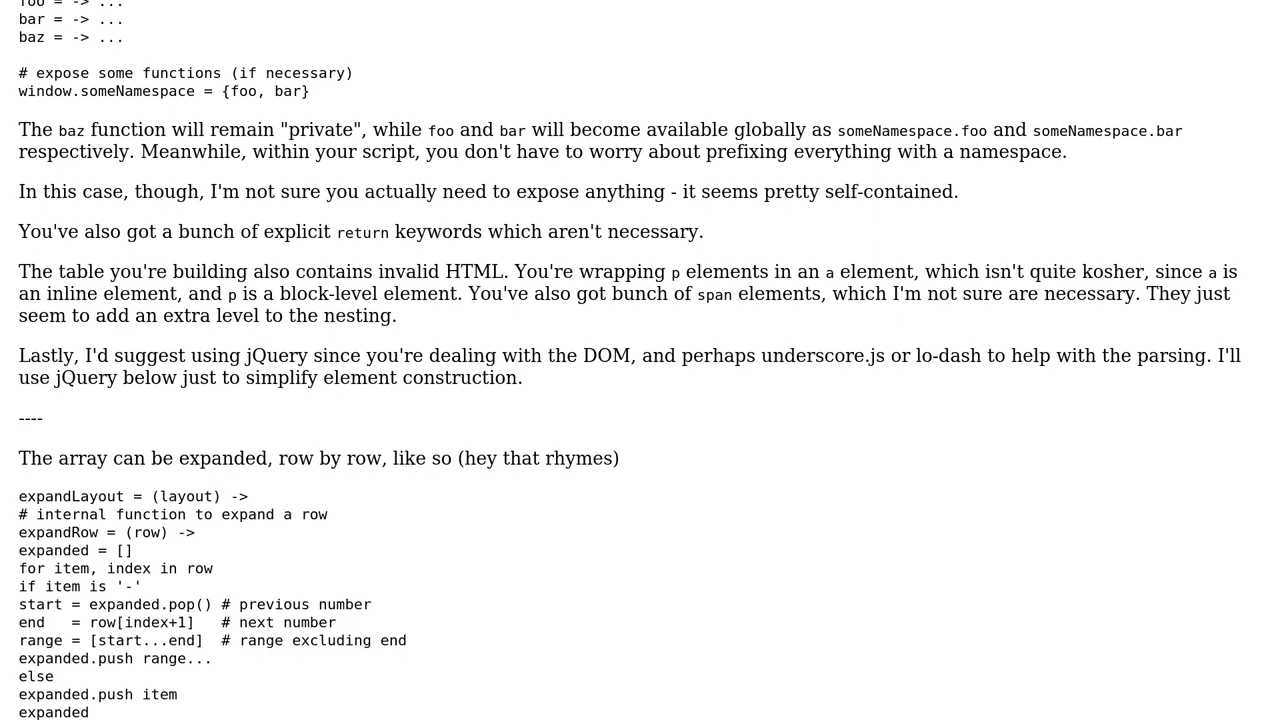 foo = -> ...
bar = -> ...
baz = -> ...
# expose some functions (if necessary)
window.someNamespace = {foo, bar}
The baz function will remain "private", while foo and bar will become available globally as someNamespace.foo and someNamespace.bar
respectively. Meanwhile, within your script, you don't have to worry about prefixing everything with a namespace.
In this case, though, I'm not sure you actually need to expose anything - it seems pretty self-contained.
You've also got a bunch of explicit return keywords which aren't necessary.
The table you're building also contains invalid HTML. You're wrapping p elements in an a element, which isn't quite kosher, since a is
an inline element, and p is a block-level element. You've also got bunch of span elements, which I'm not sure are necessary. They just
seem to add an extra level to the nesting.
Lastly, I'd suggest using jQuery since you're dealing with the DOM, and perhaps underscore.js or lo-dash to help with the parsing. I'll
use jQuery below just to simplify element construction.
----
The array can be expanded, row by row, like so (hey that rhymes)
expandLayout = (layout) ->
# internal function to expand a row
expandRow = (row) ->
expanded = []
for item, index in row
if item is '-'
start = expanded.pop() # previous number
end   = row[index+1]   # next number
range = [start...end]  # range excluding end
expanded.push range...
else
expanded.push item
expanded